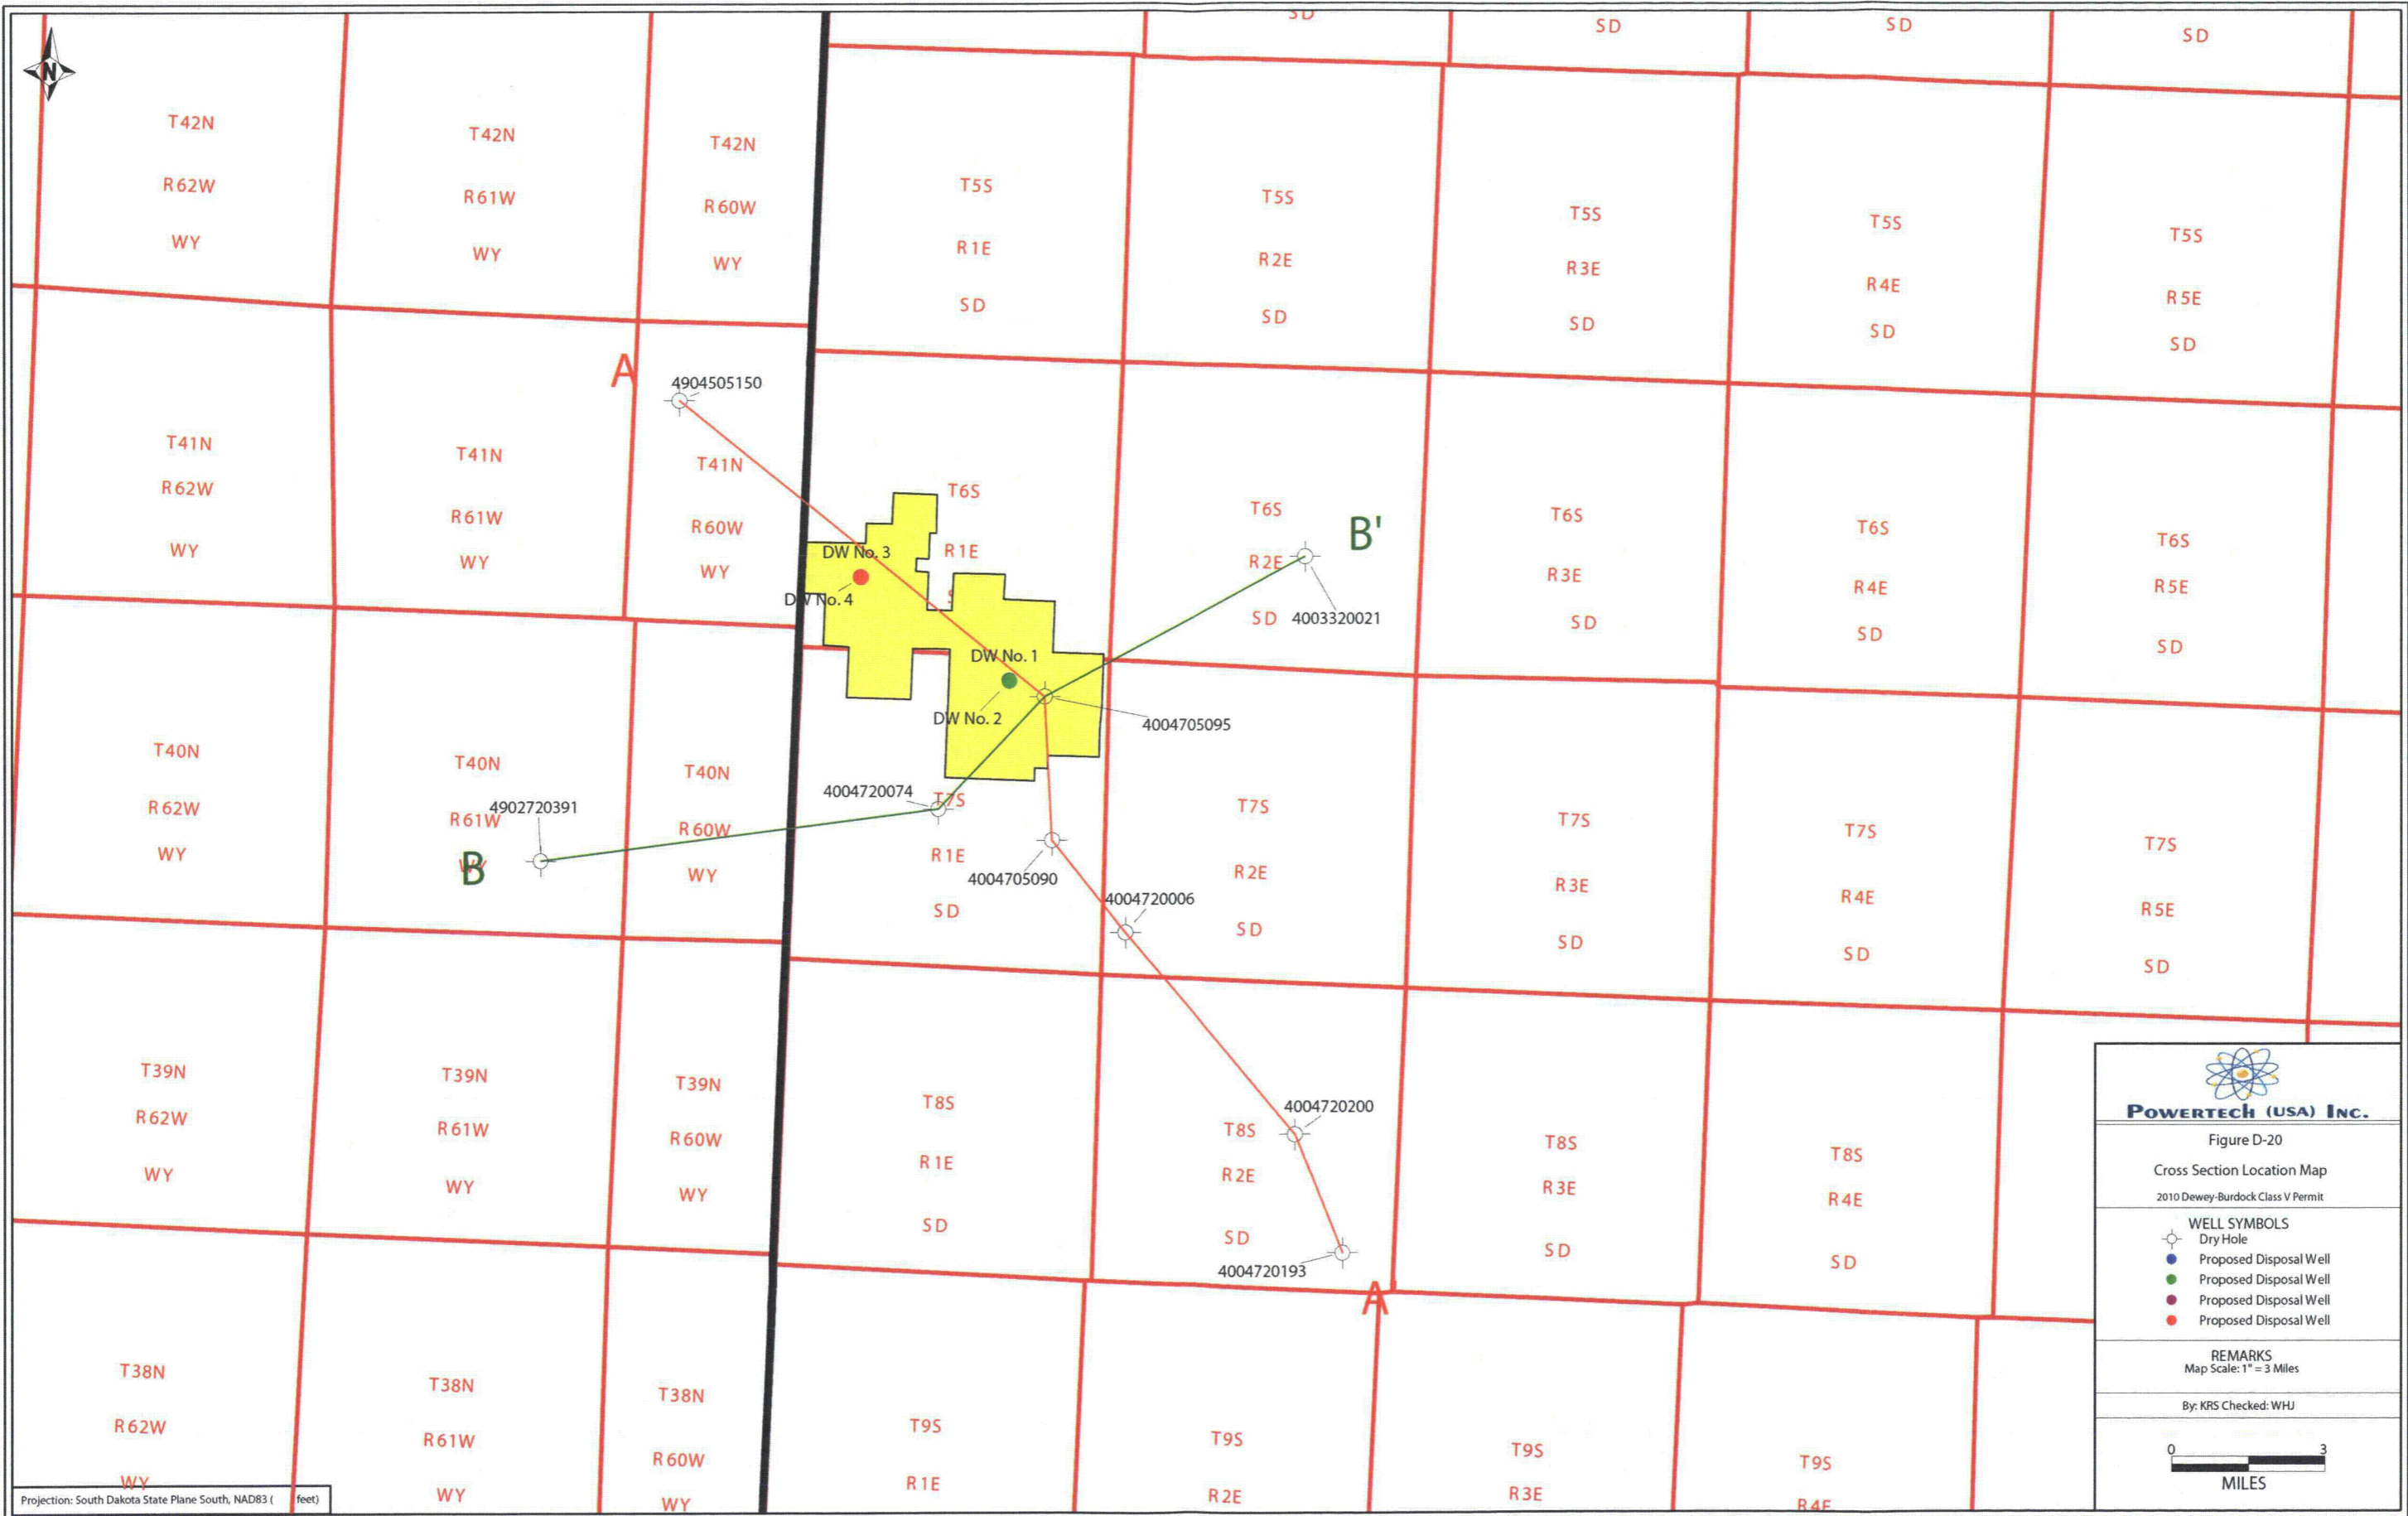 SD
SD
SD
SD
N
T42N
R62W
WY
T42N
R61W
WY
T42N
R60W
WY
T5S
R1E
SD
T5S
R2E
SD
T5S
R3E
SD
T5S
R4E
SD
T5S
R5E
SD
A
4904505150
T41N
R62W
WY
T41N
R61W
WY
T41N
R60W
WY
T6S
R1E
DW No. 3
DW No. 4
T6S
R2E
SD
B'
4003320021
T6S
R3E
SD
T6S
R4E
SD
T6S
R5E
SD
DW No. 1
DW No. 2
4004705095
T40N
R62W
WY
T40N
R61W
WY
4902720391
B
T40N
R60W
WY
4004720074
T7S
R1E
SD
4004705090
4004720006
T7S
R2E
SD
T7S
R3E
SD
T7S
R4E
SD
T7S
R5E
SD
T39N
R62W
WY
T39N
R61W
WY
T39N
R60W
WY
T8S
R1E
SD
4004720200
T8S
R2E
SD
4004720193
A'
T8S
R3E
SD
T8S
R4E
SD
T38N
R62W
WY
T38N
R61W
WY
T38N
R60W
WY
T9S
R1E
T9S
R2E
T9S
R3E
T9S
R4E
Projection: South Dakota State Plane South, NAD83 ( feet)
POWERTECH (USA) INC.
Figure D-20
Cross Section Location Map
2010 Dewey-Burdock Class V Permit
WELL SYMBOLS
Dry Hole
Proposed Disposal Well
Proposed Disposal Well
Proposed Disposal Well
Proposed Disposal Well
REMARKS
Map Scale: 1" = 3 Miles
By: KRS Checked: WHJ
0 3
MILES